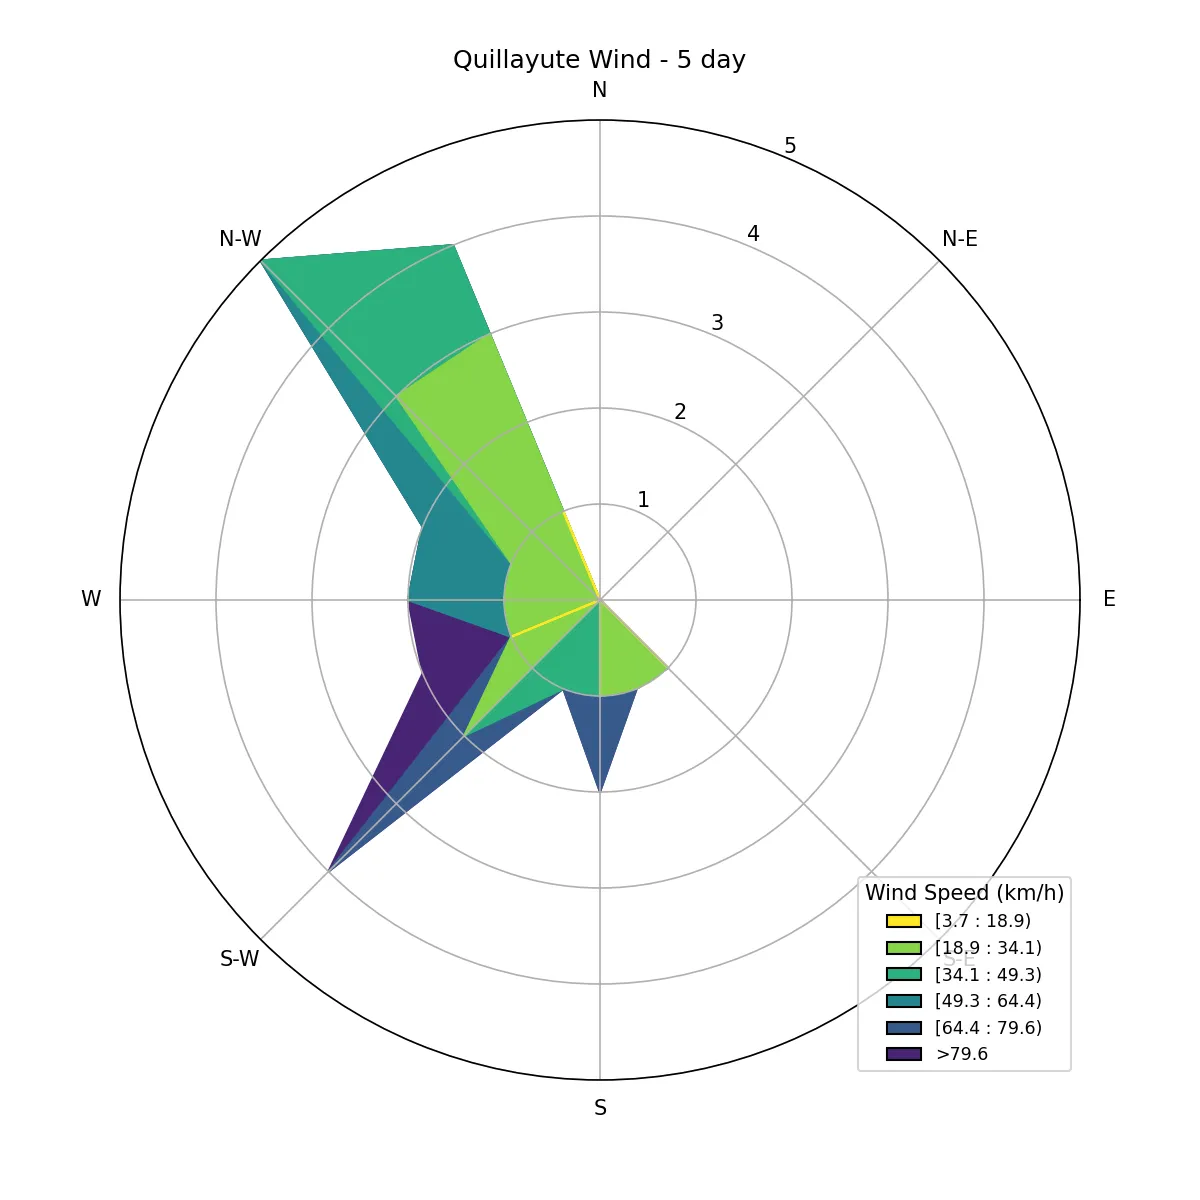 Quillayute Wind - 5 day
N
5
N-W
4
N-E
3
2
1
W
E
Wind Speed (km/h)
[3.7 : 18.9)
[18.9 : 34.1)
S-W
S-E
[34.1 : 49.3)
[49.3 : 64.4)
[64.4 : 79.6)
>79.6
S